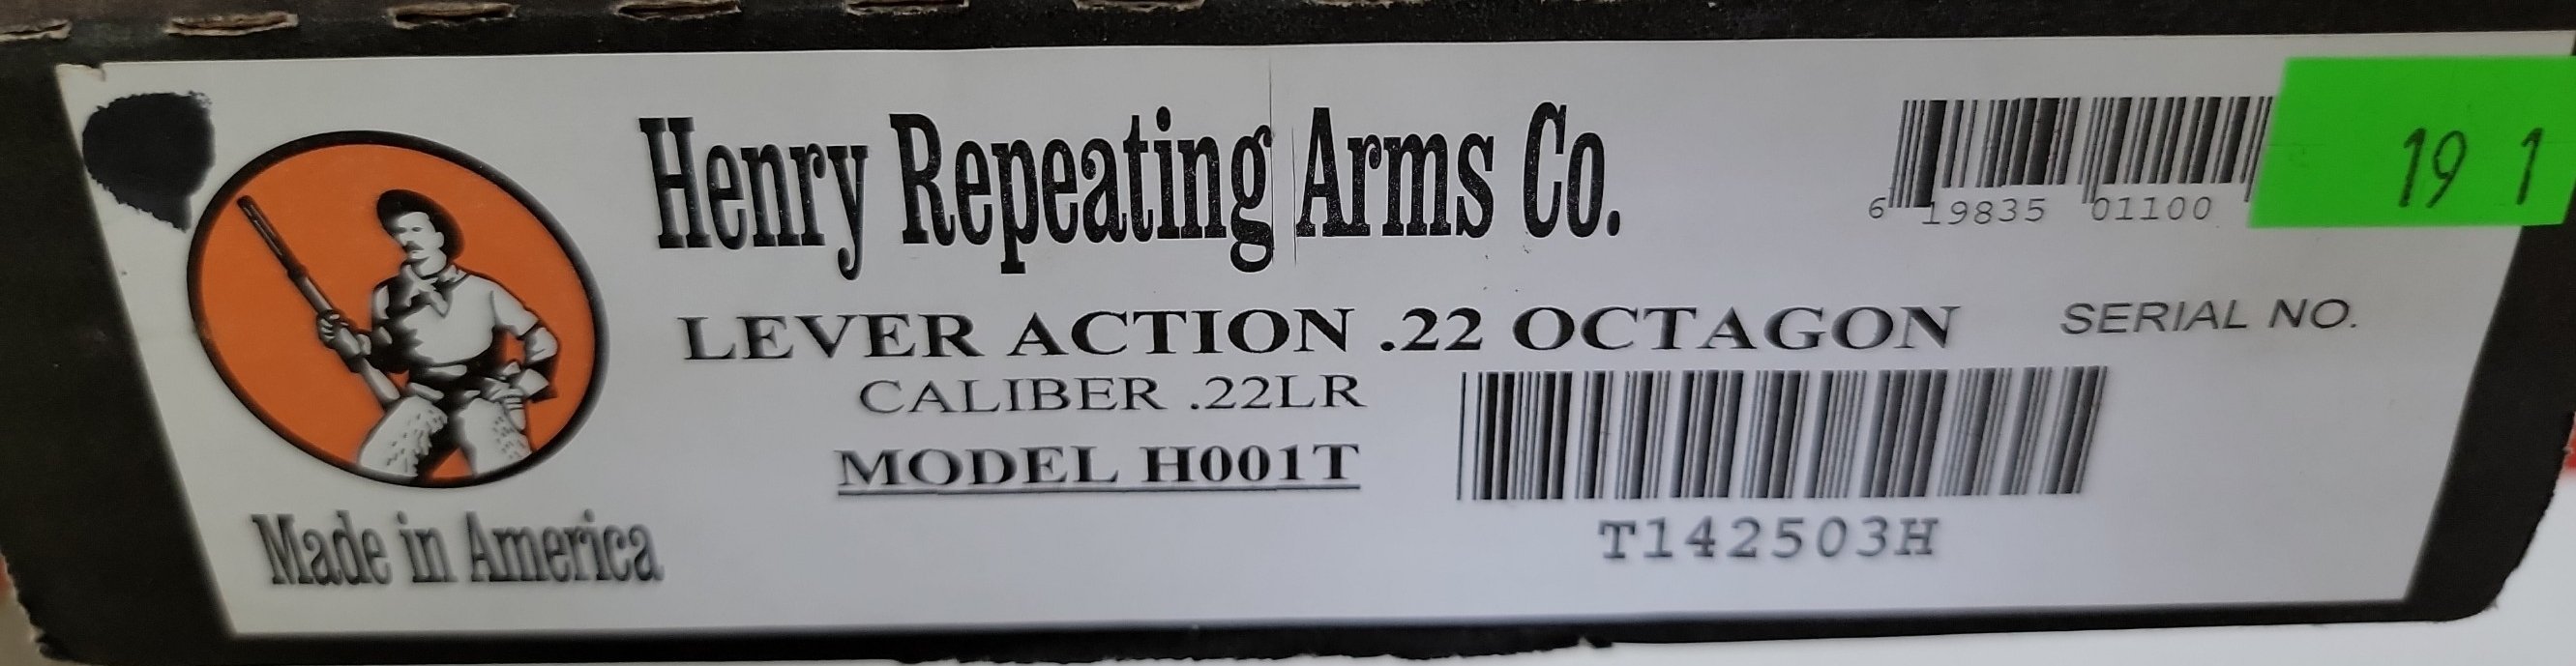 Henry Repeating Arms Co.
6 19835 01100
19 1
LEVER ACTION .22 OCTAGON
SERIAL NO.
CALIBER .22LR
MODEL H001T
T142503H
Made in America